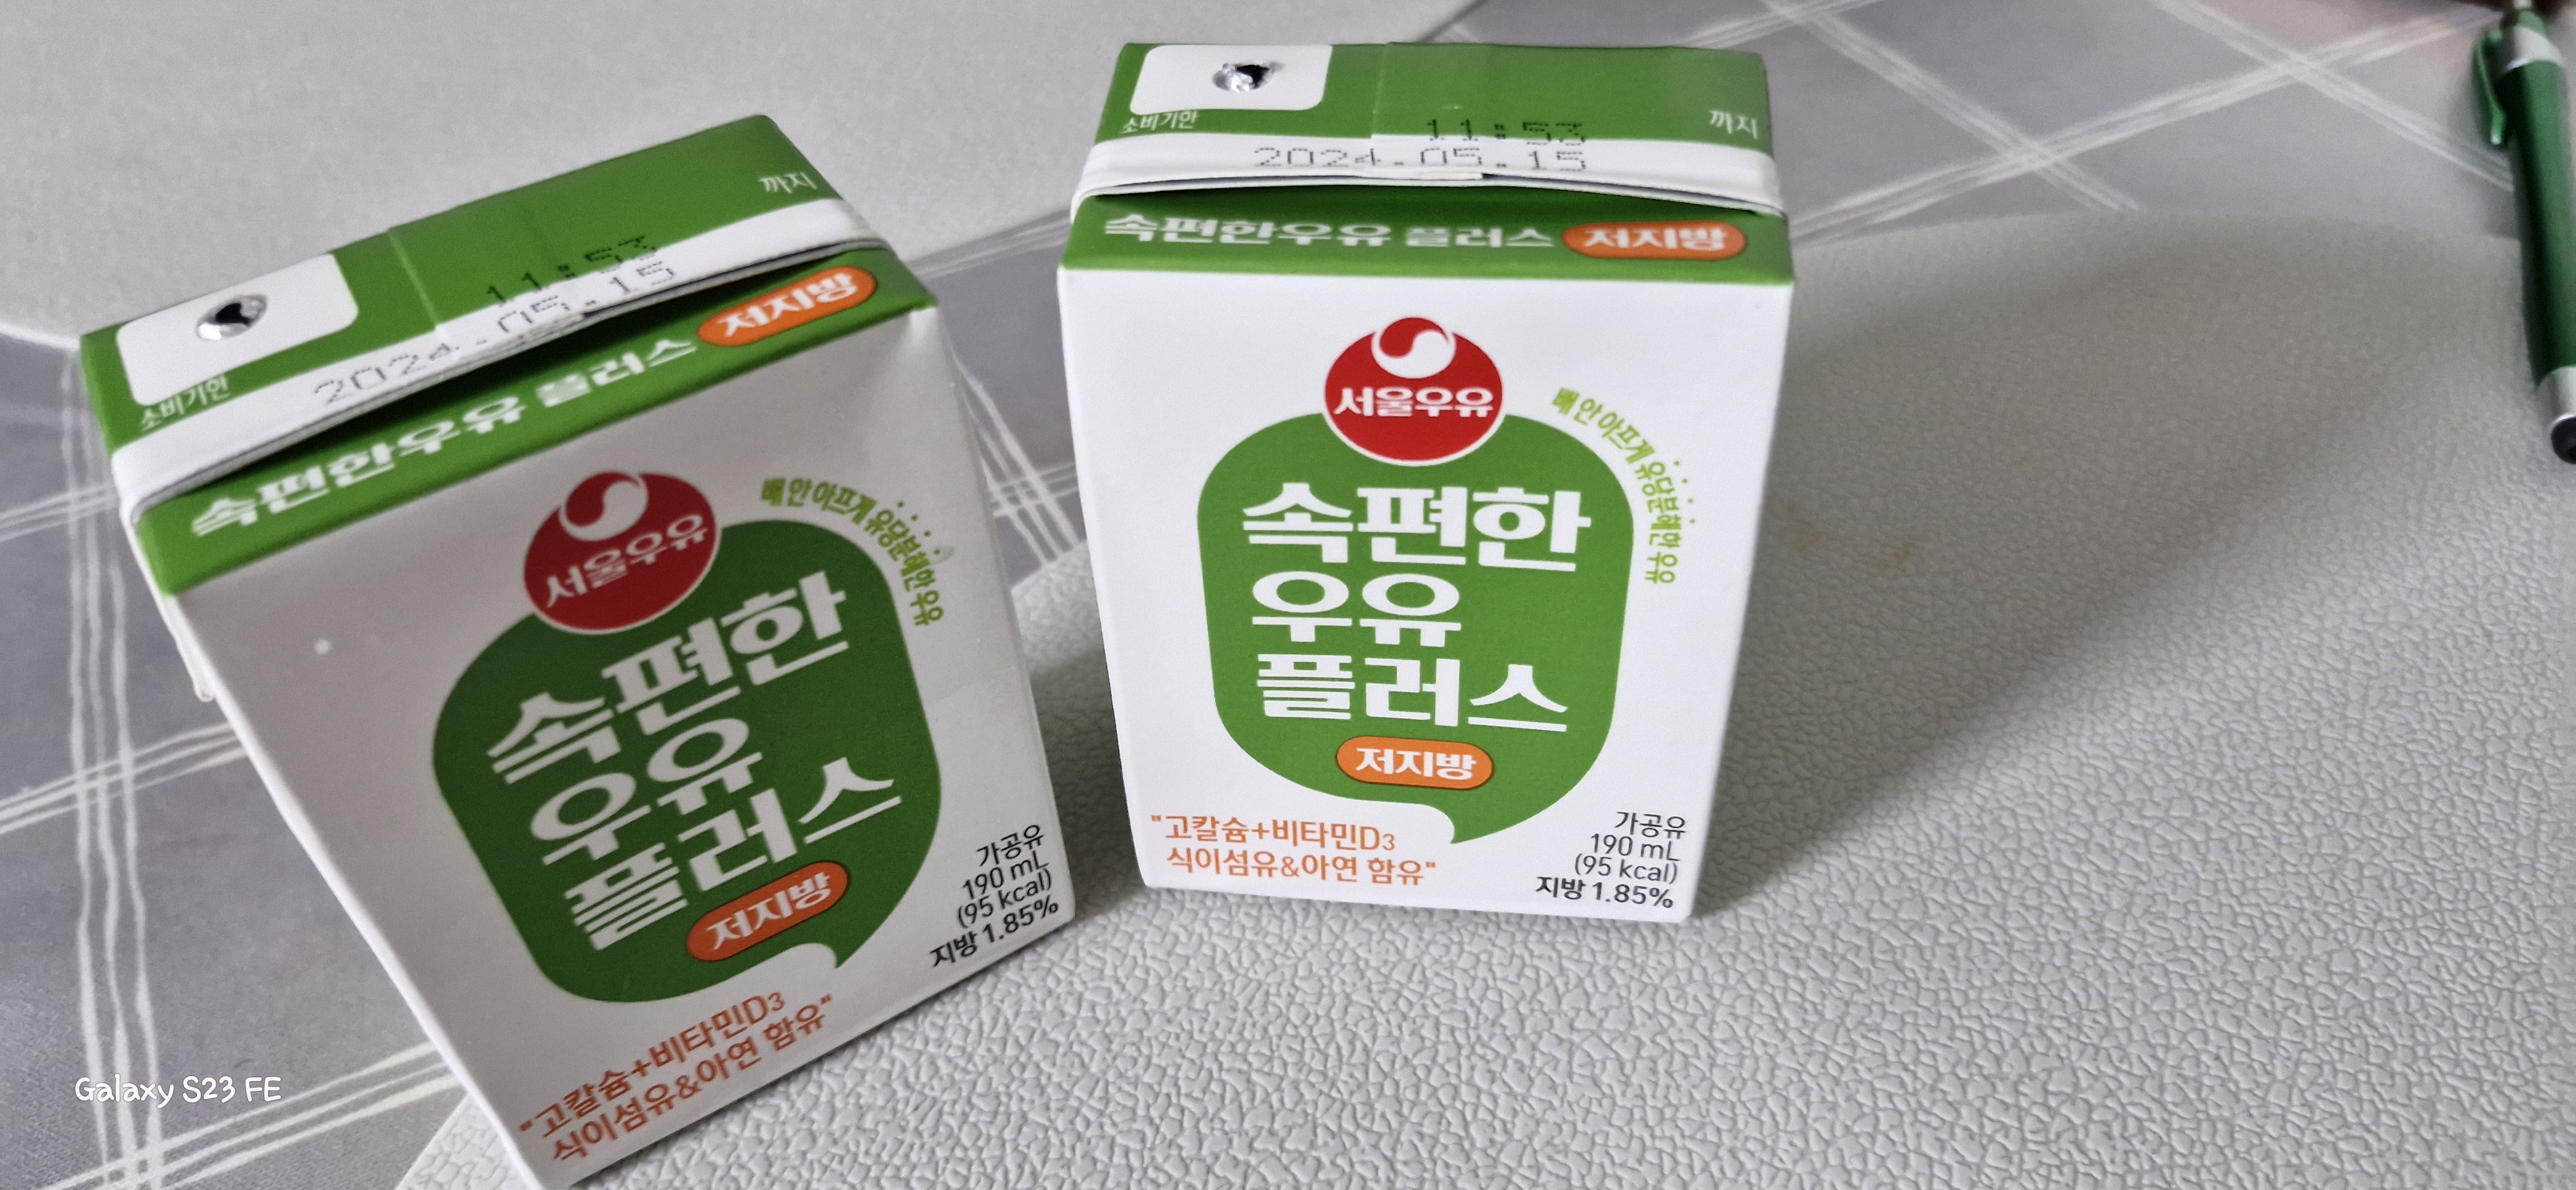 까지
11:53
2024.05.15
소비기한
속편한우유 플러스 저지방
서울우유
배 안 아프게 유당분해한 우유
속편한
우유
플러스
저지방
"고칼슘+비타민D3
식이섬유&아연 함유"
가공유
190 mL
(95 kcal)
지방 1.85%
소비기한
11:53
까지
2024.05.15
속편한우유 플러스 저지방
서울우유
배 안 아프게 유당분해한 우유
속편한
우유
플러스
저지방
"고칼슘+비타민D3
식이섬유&아연 함유"
가공유
190 mL
(95 kcal)
지방 1.85%
Galaxy S23 FE